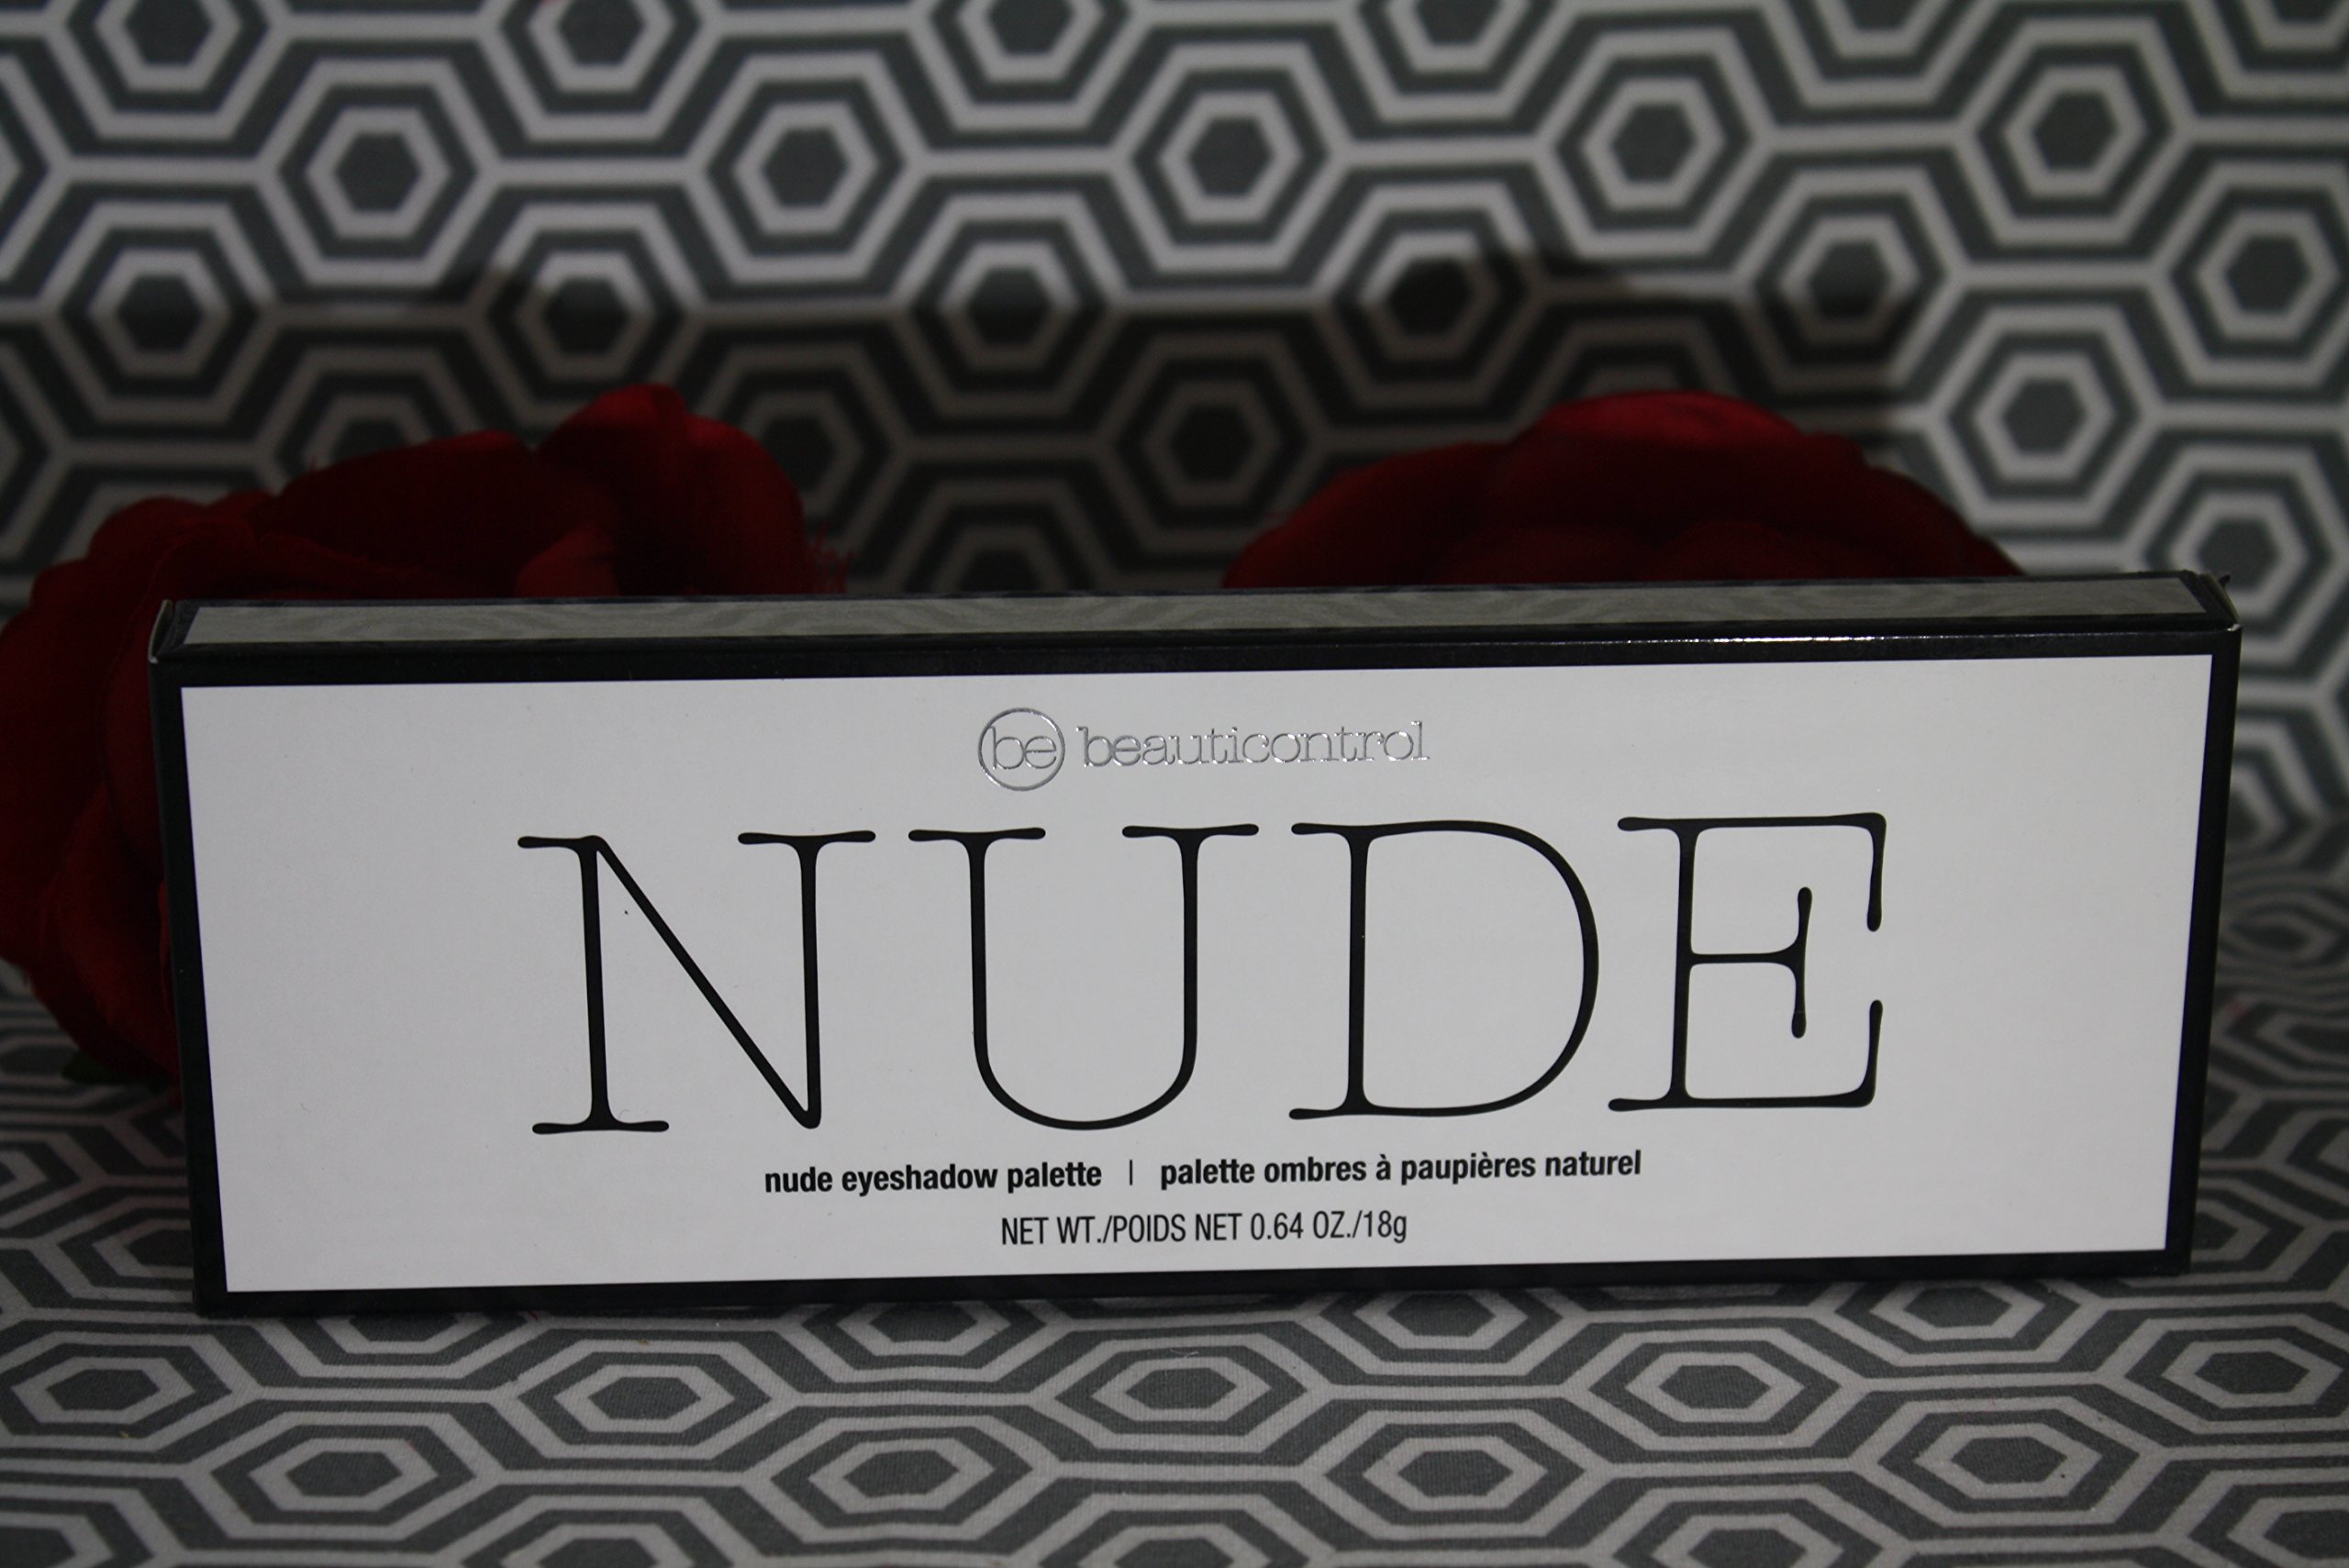 be beauticontrol
NUDE
nude eyeshadow palette | palette ombres à paupières naturel
NET WT./POIDS NET 0.64 OZ./18g